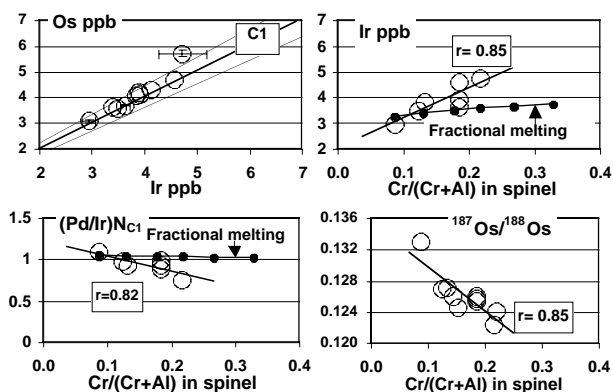 Os ppb
C1
7
6
5
4
3
2
2 3 4 5 6 7
Ir ppb
Ir ppb
r= 0.85
Fractional melting
7
6
5
4
3
2
0.0 0.1 0.2 0.3 0.4
Cr/(Cr+Al) in spinel
(Pd/Ir)NC1
Fractional melting
r=0.82
1.5
1
0.5
0
0.0 0.1 0.2 0.3 0.4
Cr/(Cr+Al) in spinel
187Os/188Os
r= 0.85
0.136
0.132
0.128
0.124
0.120
0.0 0.1 0.2 0.3 0.4
Cr/(Cr+Al) in spinel